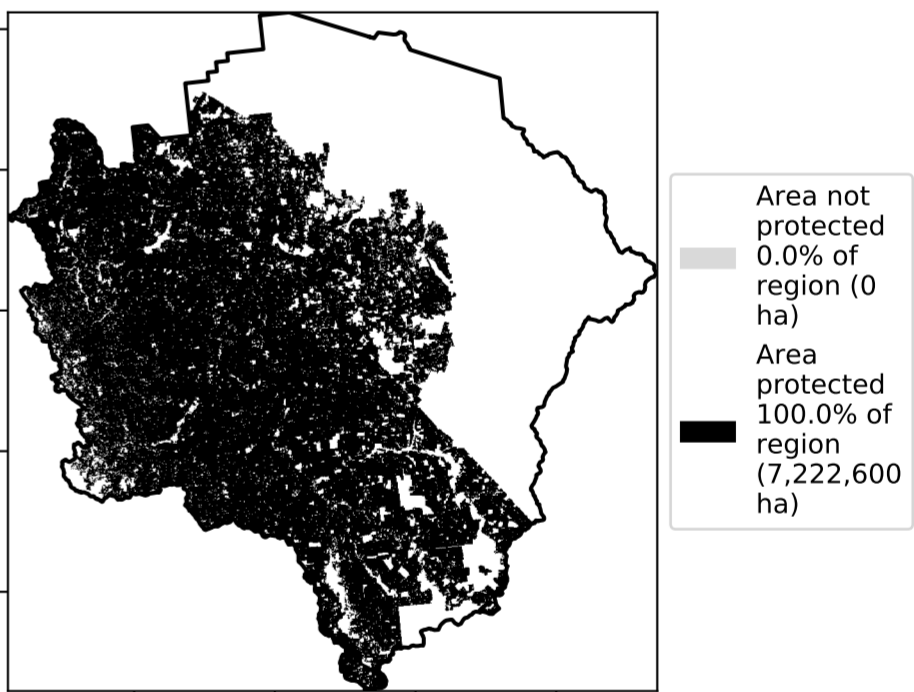 Area not
protected
0.0% of
region (0
ha)
Area
protected
100.0% of
region
(7,222,600
ha)